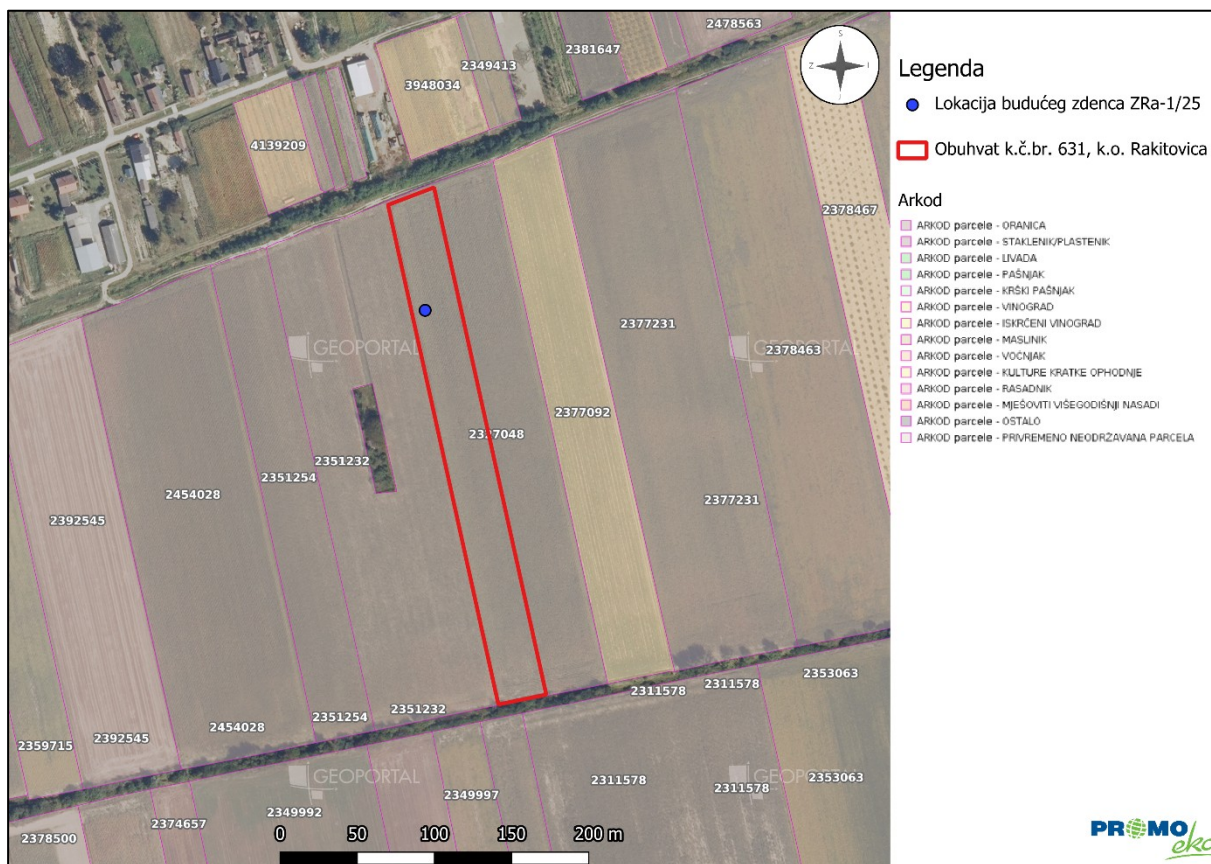 2478563
2381647
2349413
3948034
4139209
S
Z
I
2378467
2377231
2378463
GEOPORTAL
GEOPORTAL
2377092
2351232
2351254
2454028
2392545
2377231
2351232
2351254
2454028
2392545
2359715
2311578
2311578
2353063
GEOPORTAL
GEOPORTAL
2311578
2311578
2353063
2349997
2349992
2374657
2378500
0 50 100 150 200 m
Legenda
Lokacija budućeg zdenca ZRa-1/25
Obuhvat k.č.br. 631, k.o. Rakitovica
Arkod
ARKOD parcele - ORANICA
ARKOD parcele - STAKLENIK/PLASTENIK
ARKOD parcele - LIVADA
ARKOD parcele - PAŠNJAK
ARKOD parcele - KRŠKI PAŠNJAK
ARKOD parcele - VINOGRAD
ARKOD parcele - ISKRČENI VINOGRAD
ARKOD parcele - MASLINIK
ARKOD parcele - VOĆNJAK
ARKOD parcele - KULTURE KRATKE OPHODNJE
ARKOD parcele - RASADNIK
ARKOD parcele - MJEŠOVITI VIŠEGODIŠNJI NASADI
ARKOD parcele - OSTALO
ARKOD parcele - PRIVREMENO NEODRŽAVANA PARCELA
PROMO
eko